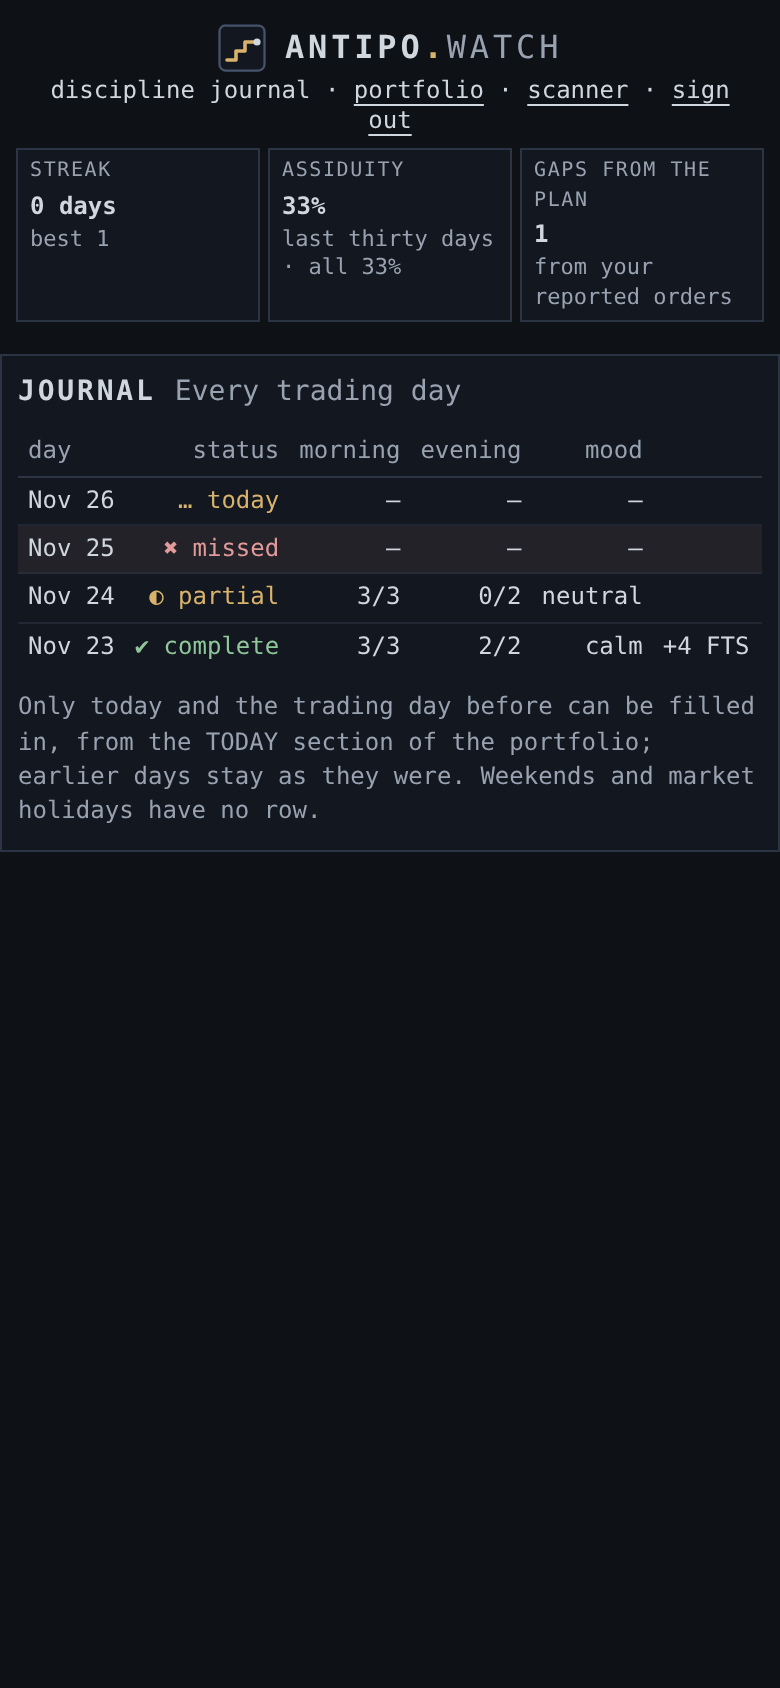 ANTIPO.WATCH
discipline journal · portfolio · scanner · sign
out
STREAK
0 days
best 1
ASSIDUITY
33%
last thirty days
· all 33%
GAPS FROM THE
PLAN
1
from your
reported orders
JOURNAL Every trading day
day status morning evening mood
Nov 26 … today — — —
Nov 25 ✖ missed — — —
Nov 24 ◐ partial 3/3 0/2 neutral
Nov 23 ✔ complete 3/3 2/2 calm +4 FTS
Only today and the trading day before can be filled
in, from the TODAY section of the portfolio;
earlier days stay as they were. Weekends and market
holidays have no row.